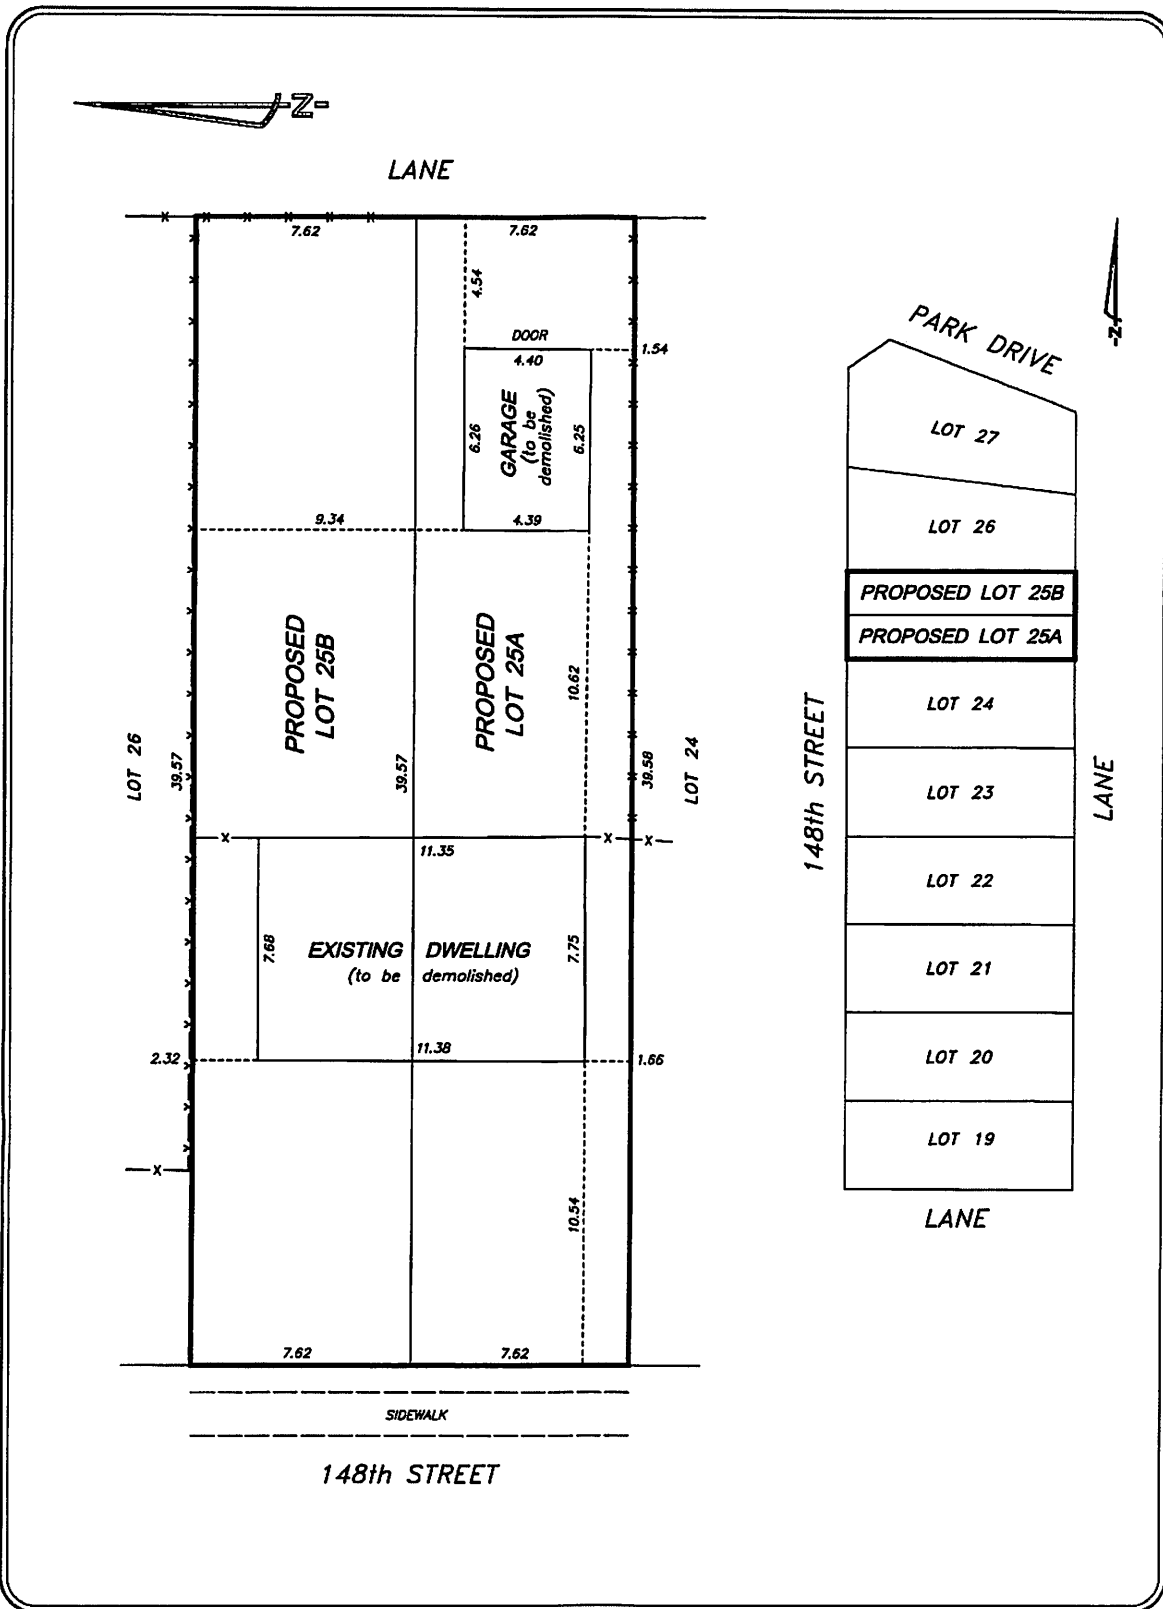 -Z-
LANE
7.62
7.62
4.54
DOOR
4.40
1.54
6.26
GARAGE
(to be
demolished)
6.25
9.34
4.39
PROPOSED
LOT 25B
PROPOSED
LOT 25A
10.62
LOT 26
39.57
39.57
39.58
LOT 24
X
X
X
11.35
7.68
EXISTING DWELLING
(to be demolished)
7.75
2.32
11.38
1.66
X
10.54
7.62
7.62
SIDEWALK
148th STREET
-Z-
PARK DRIVE
LOT 27
LOT 26
PROPOSED LOT 25B
PROPOSED LOT 25A
LOT 24
148th STREET
LOT 23
LANE
LOT 22
LOT 21
LOT 20
LOT 19
LANE